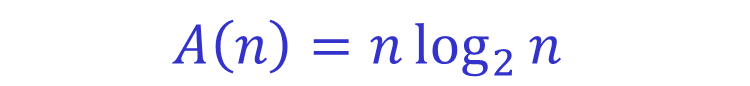 A(n) = n log₂ n